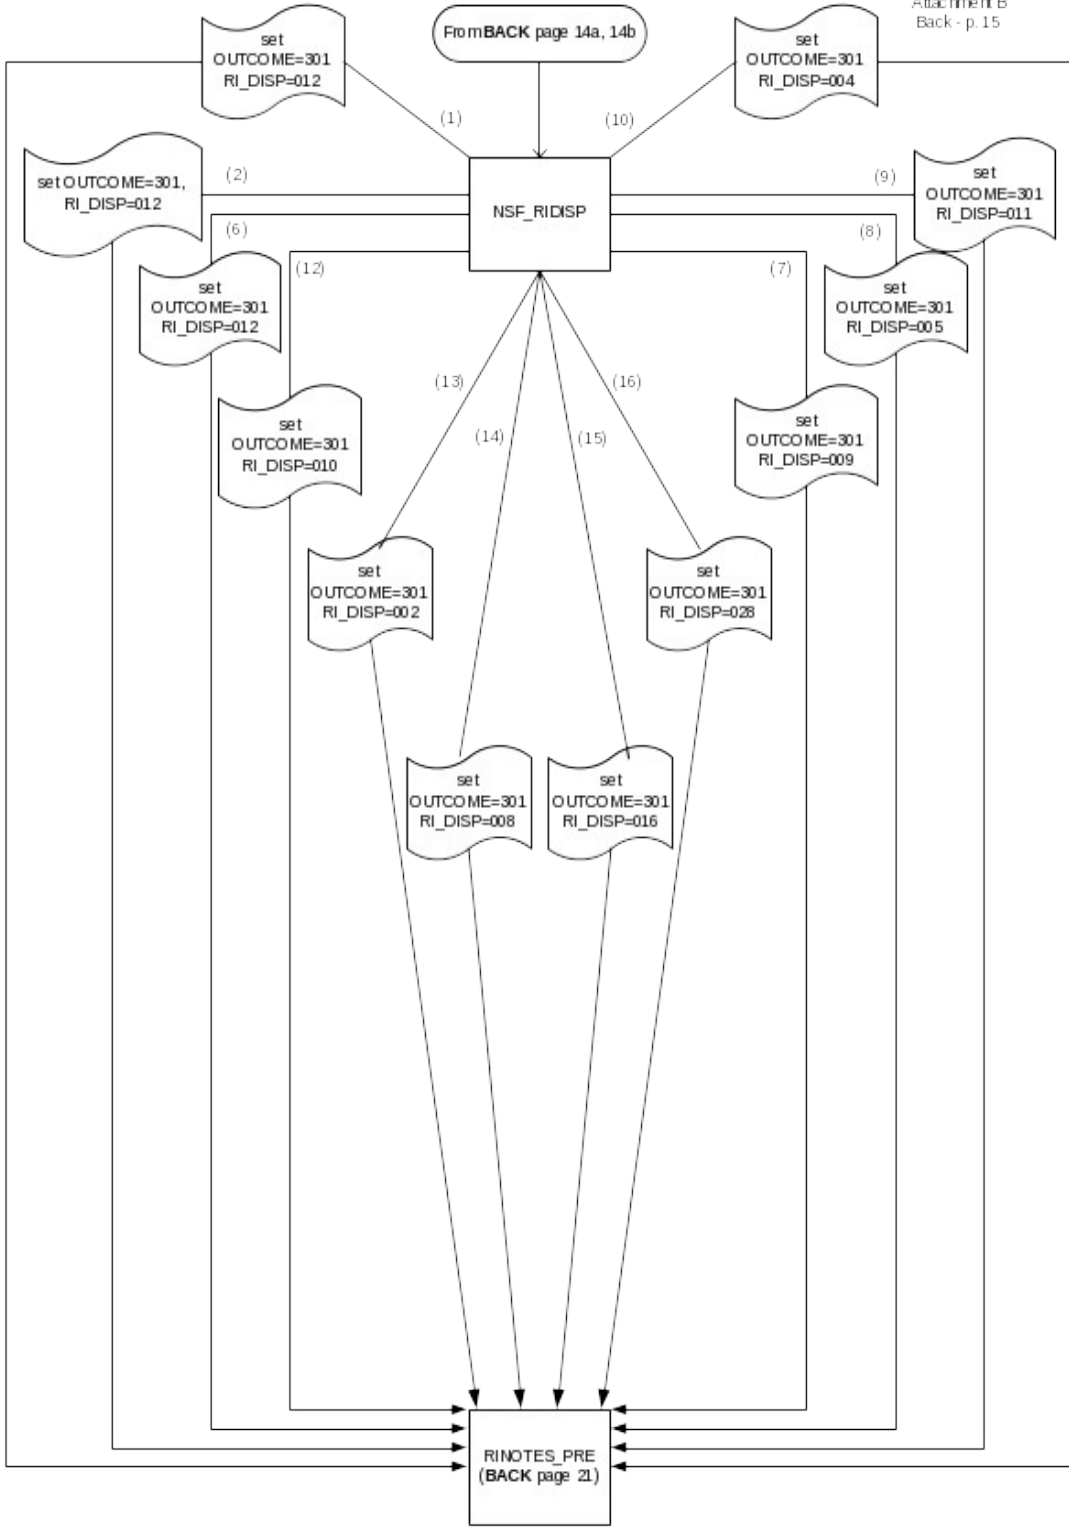 Attachment B
Back - p. 15
From BACK page 14a, 14b
set
OUTCOME=301
RI_DISP=012
set
OUTCOME=301
RI_DISP=004
(1)
(10)
set OUTCOME=301,
RI_DISP=012
(2)
NSF_RIDISP
(9)
set
OUTCOME=301
RI_DISP=011
(6)
(8)
(12)
(7)
set
OUTCOME=301
RI_DISP=012
set
OUTCOME=301
RI_DISP=005
(13)
(16)
(14)
(15)
set
OUTCOME=301
RI_DISP=010
set
OUTCOME=301
RI_DISP=009
set
OUTCOME=301
RI_DISP=002
set
OUTCOME=301
RI_DISP=028
set
OUTCOME=301
RI_DISP=008
set
OUTCOME=301
RI_DISP=016
RINOTES_PRE
(BACK page 21)